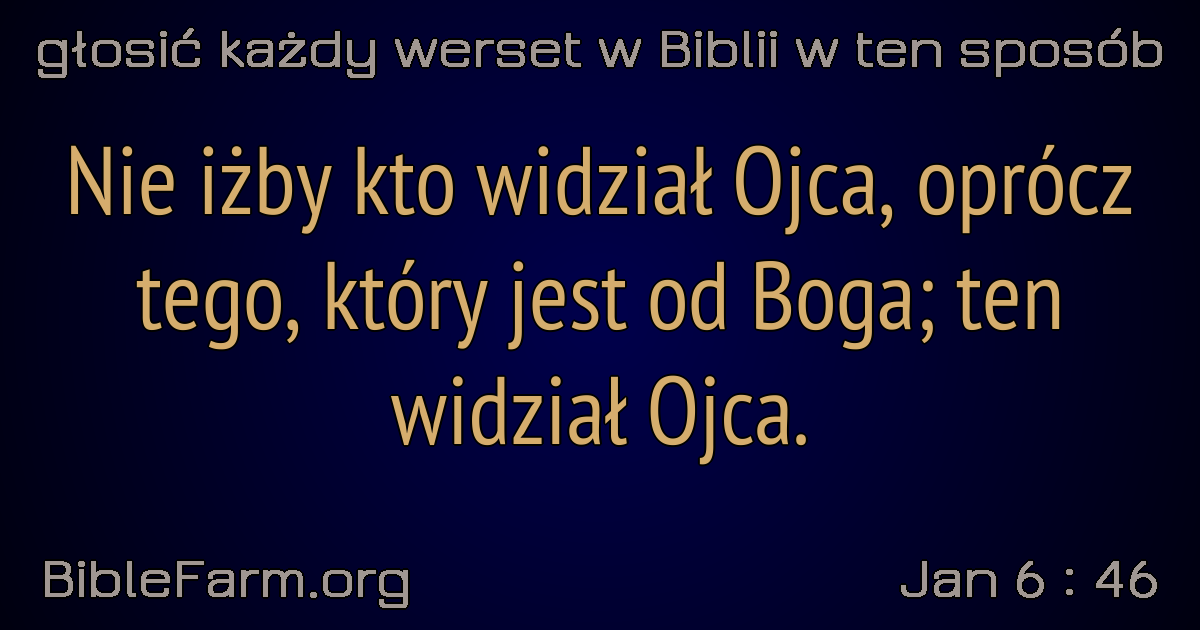 głosić każdy werset w Biblii w ten sposób
Nie iżby kto widział Ojca, oprócz
tego, który jest od Boga; ten
widział Ojca.
BibleFarm.org
Jan 6 : 46